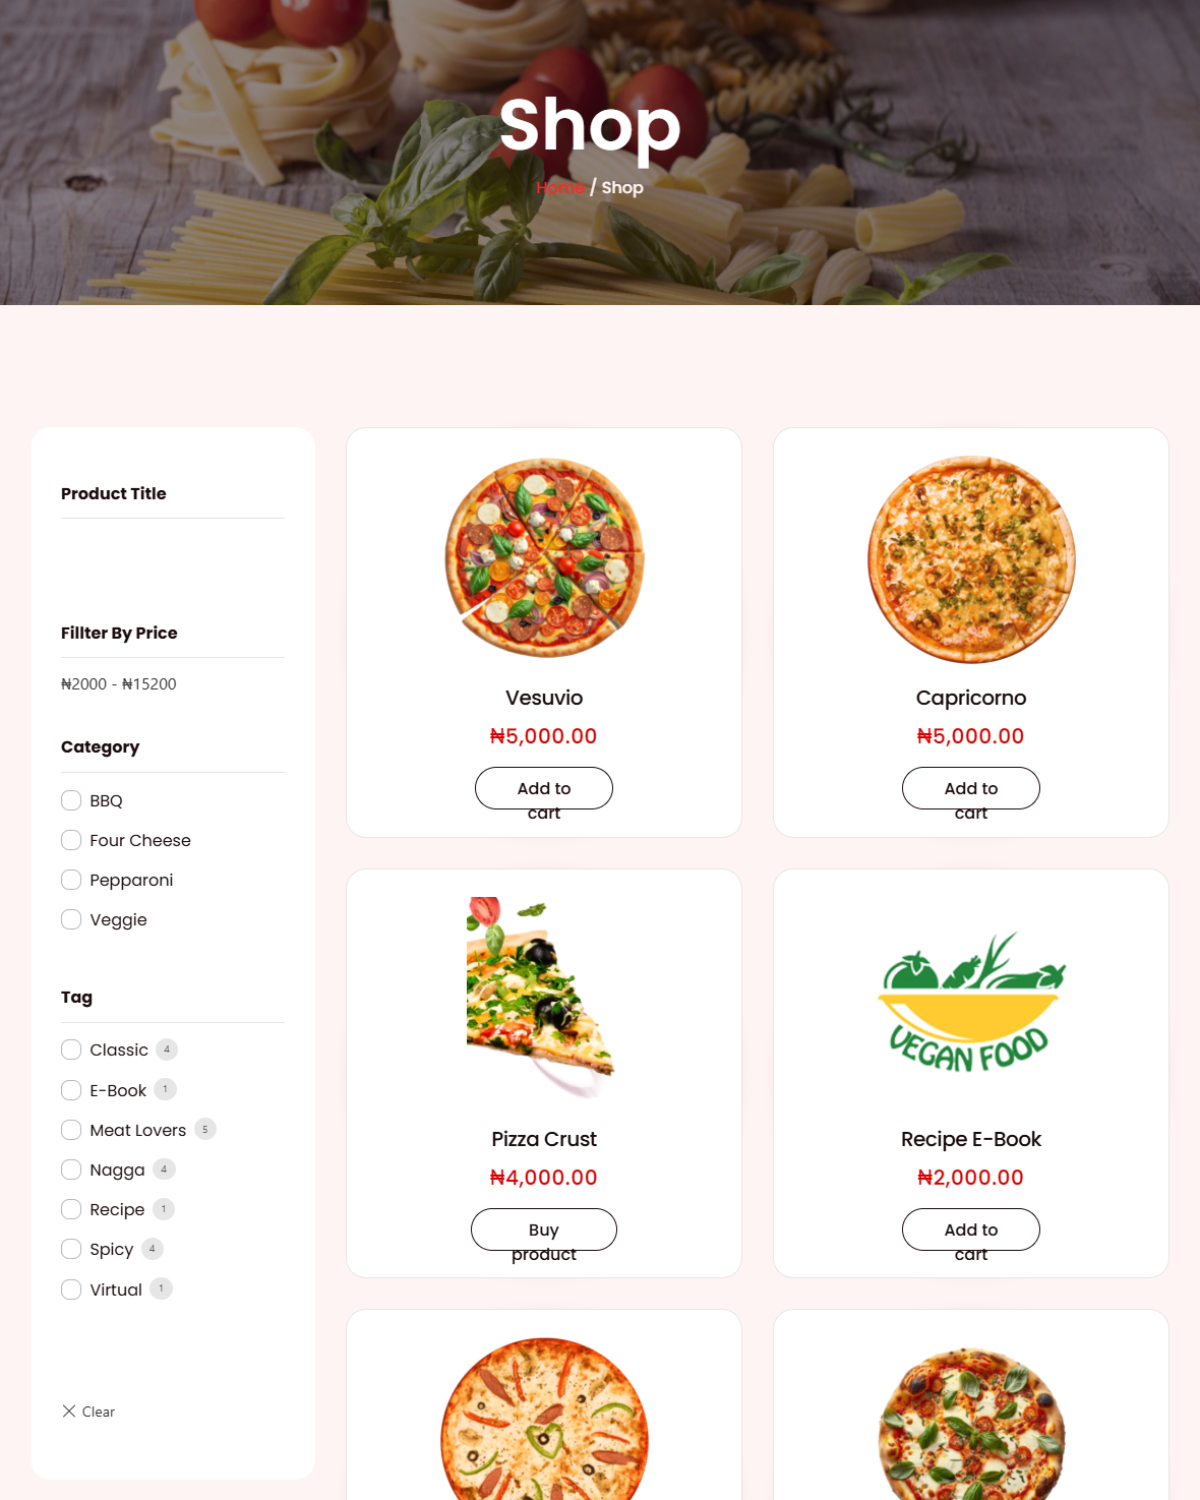 Shop
Home / Shop
Product Title
Fillter By Price
₦2000 - ₦15200
Category
BBQ
Four Cheese
Pepparoni
Veggie
Tag
Classic 4
E-Book 1
Meat Lovers 5
Nagga 4
Recipe 1
Spicy 4
Virtual 1
Clear
Vesuvio
₦5,000.00
Add to
cart
Capricorno
₦5,000.00
Add to
cart
Pizza Crust
₦4,000.00
Buy
product
VEGAN FOOD
Recipe E-Book
₦2,000.00
Add to
cart